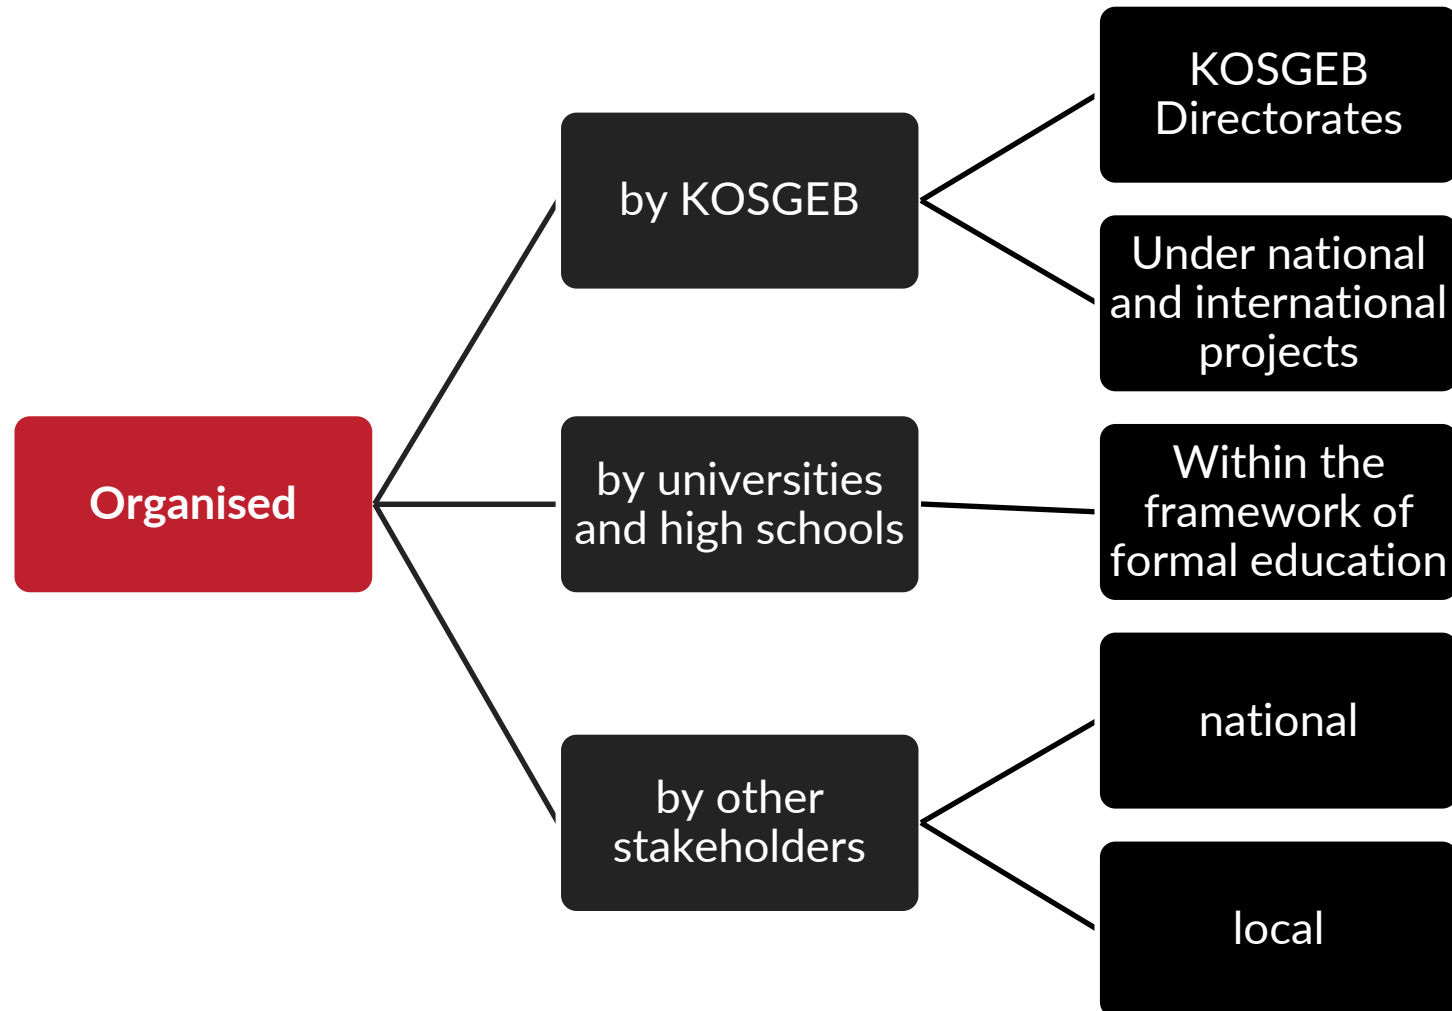 Organised
by KOSGEB
KOSGEB
Directorates
Under national
and international
projects
by universities
and high schools
Within the
framework of
formal education
by other
stakeholders
national
local